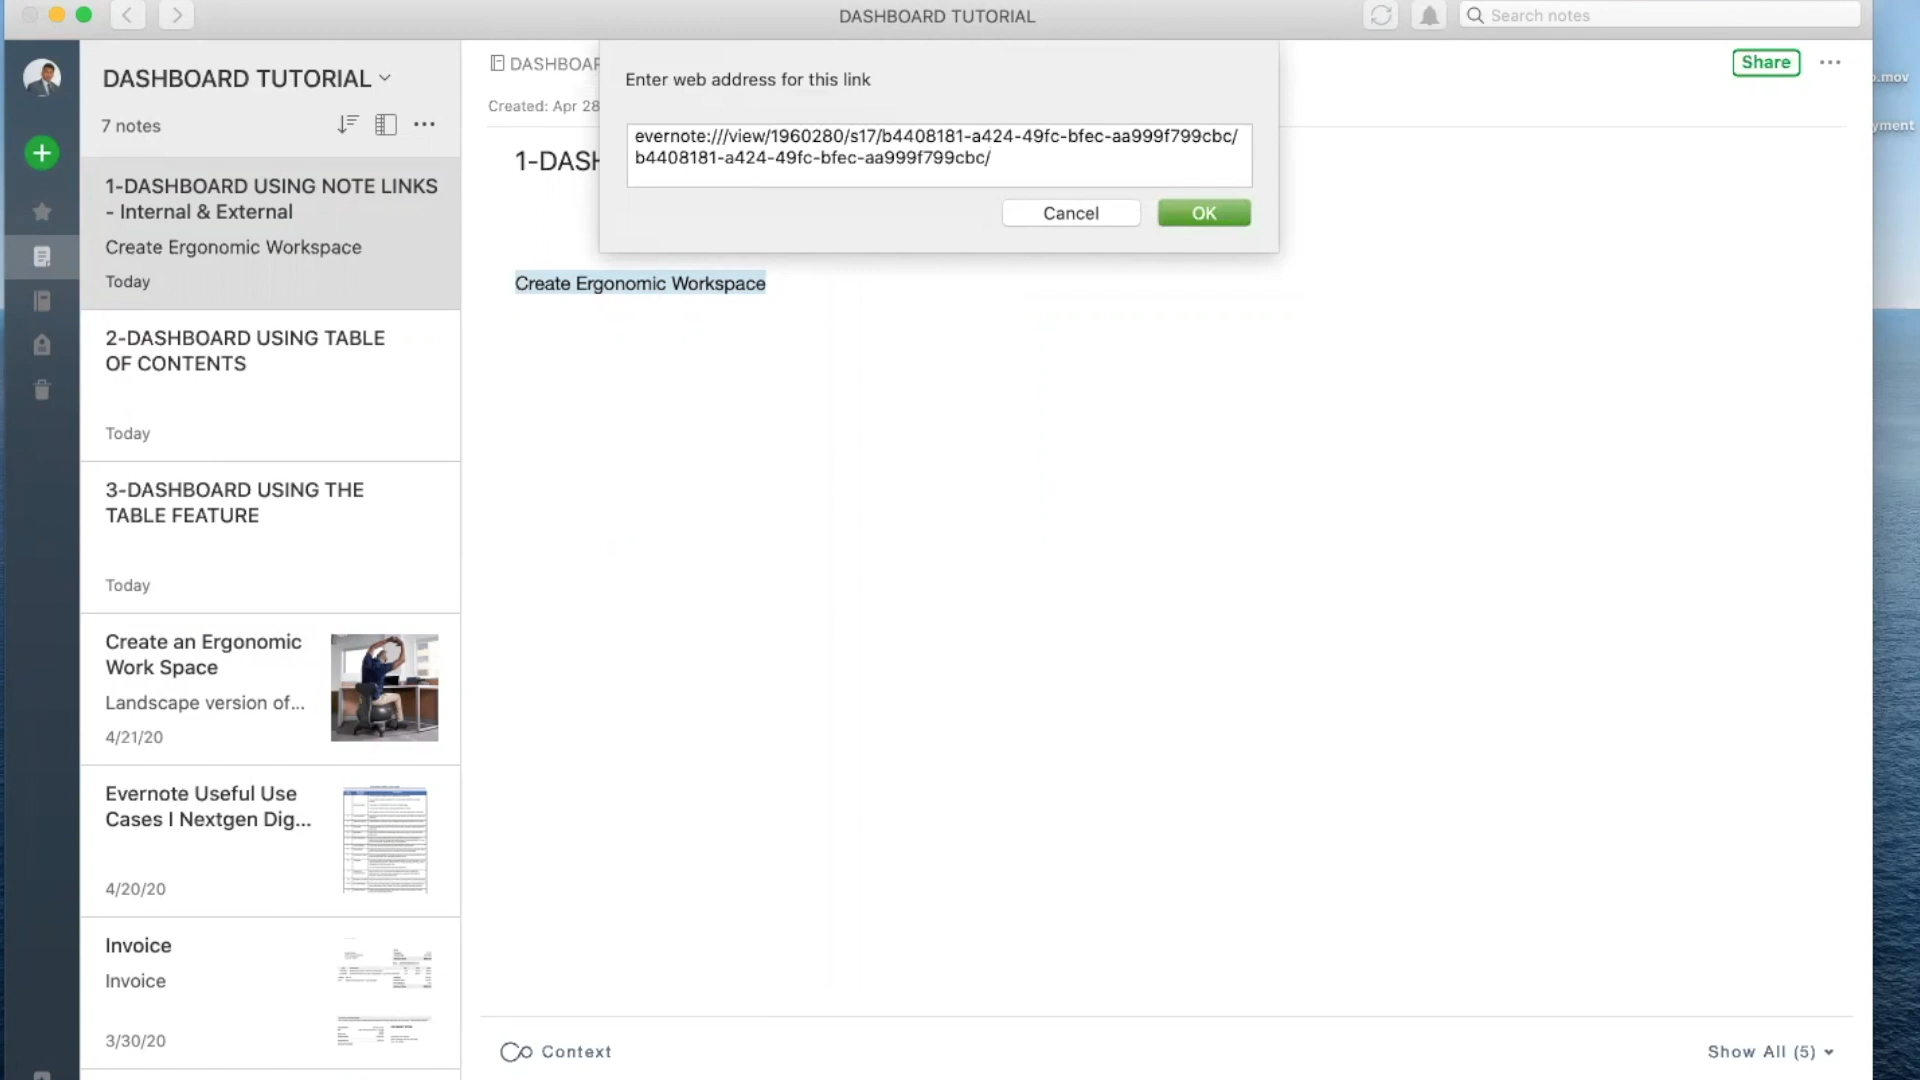 DASHBOARD TUTORIAL
Search notes
DASHBOARD TUTORIAL
7 notes
1-DASHBOARD USING NOTE LINKS
- Internal & External
Create Ergonomic Workspace
Today
2-DASHBOARD USING TABLE
OF CONTENTS
Today
3-DASHBOARD USING THE
TABLE FEATURE
Today
Create an Ergonomic
Work Space
Landscape version of...
4/21/20
Evernote Useful Use
Cases I Nextgen Dig...
4/20/20
Invoice
Invoice
3/30/20
DASHBOAR
Created: Apr 28
1-DASH
Enter web address for this link
evernote:///view/1960280/s17/b4408181-a424-49fc-bfec-aa999f799cbc/
b4408181-a424-49fc-bfec-aa999f799cbc/
Cancel
OK
Create Ergonomic Workspace
Share
.mov
yment
Context
Show All (5)